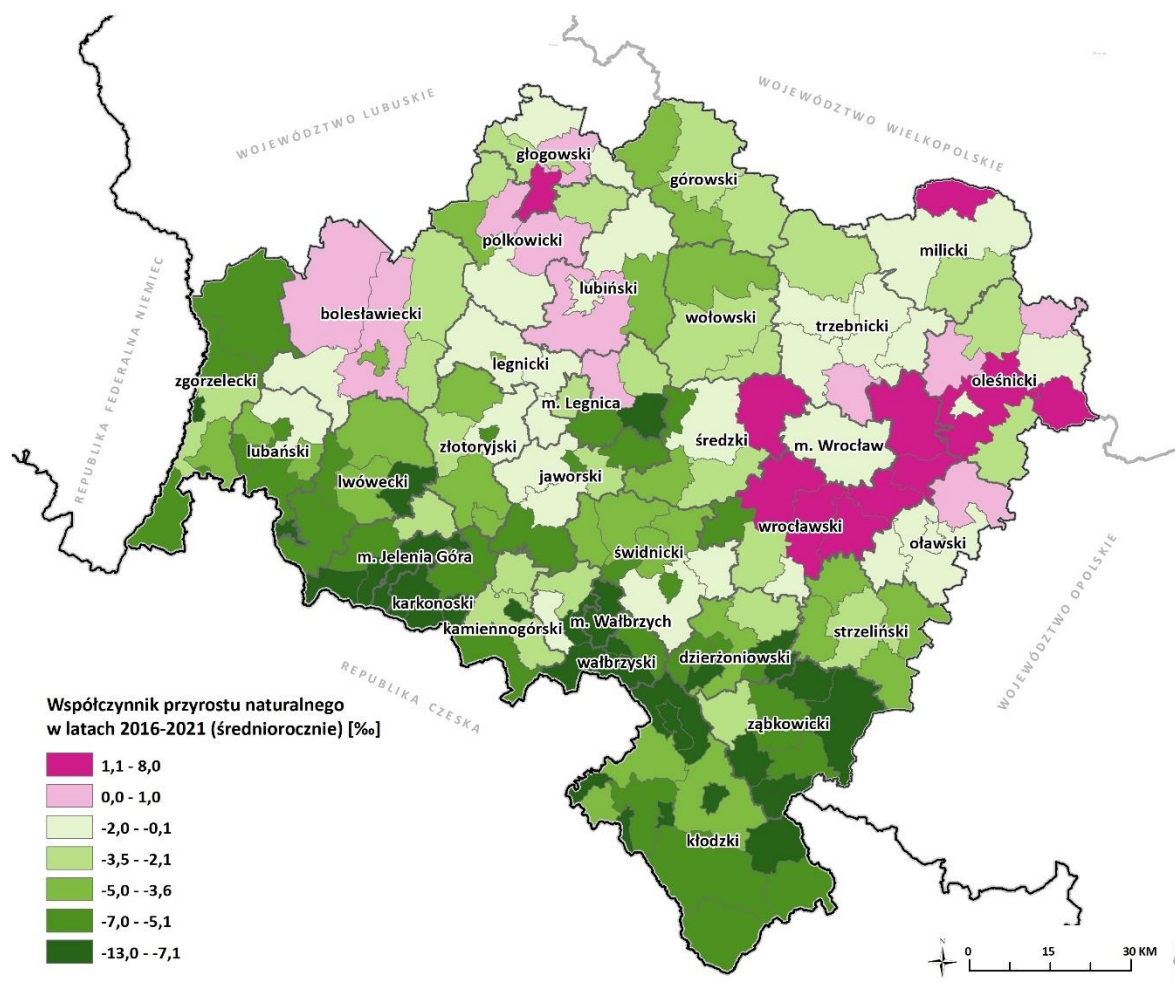 WOJEWÓDZTWO LUBUSKIE
WOJEWÓDZTWO WIELKOPOLSKIE
głogowski
górowski
milicki
polkowicki
lubiński
bolesławiecki
wołowski
trzebnicki
REPUBLIKA FEDERALNA NIEMIEC
legnicki
oleśnicki
zgorzelecki
m. Legnica
średzki
m. Wrocław
lubański
złotoryjski
lwówecki
jaworski
wrocławski
oławski
m. Jelenia Góra
świdnicki
karkonoski
kamiennogórski
m. Wałbrzych
strzeliński
wałbrzyski
dzierżoniowski
WOJEWÓDZTWO OPOLSKIE
REPUBLIKA CZESKA
ząbkowicki
kłodzki
Współczynnik przyrostu naturalnego
w latach 2016-2021 (średniorocznie) [‰]
1,1 - 8,0
0,0 - 1,0
-2,0 - -0,1
-3,5 - -2,1
-5,0 - -3,6
-7,0 - -5,1
-13,0 - -7,1
N
0 15 30 KM